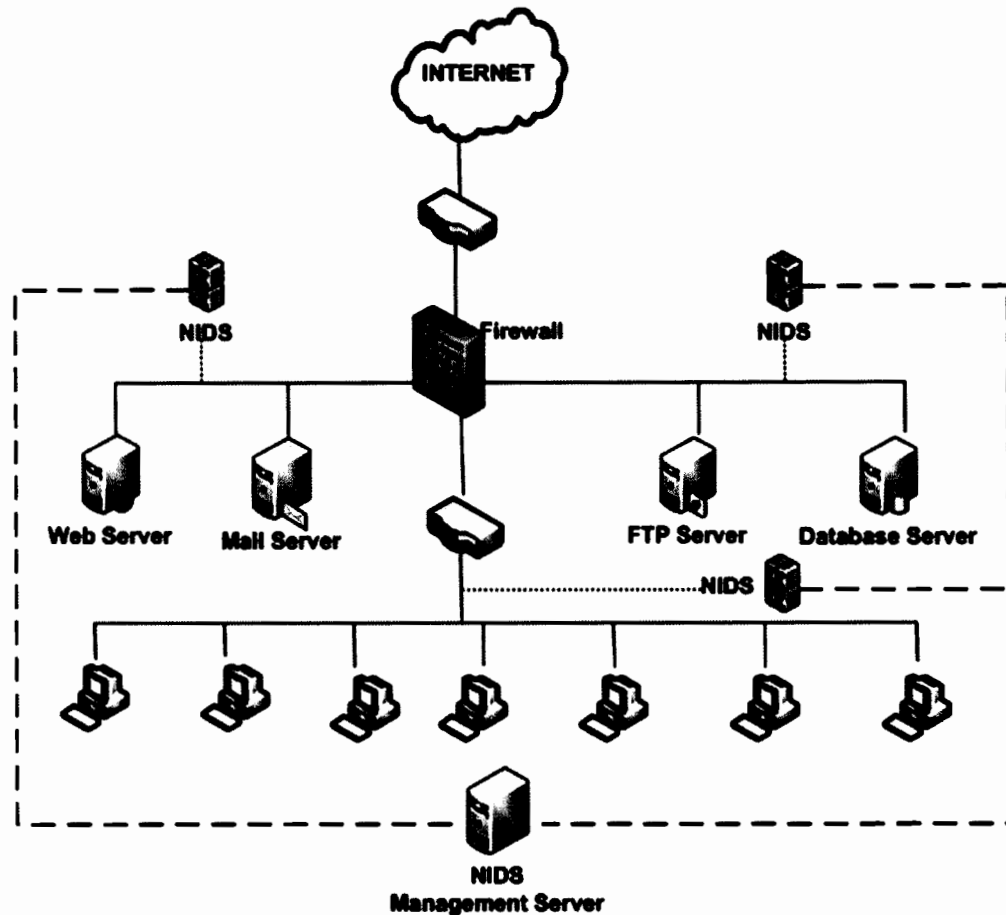 INTERNET
NIDS
Firewall
NIDS
Web Server
Mail Server
FTP Server
Database Server
NIDS
NIDS
Management Server